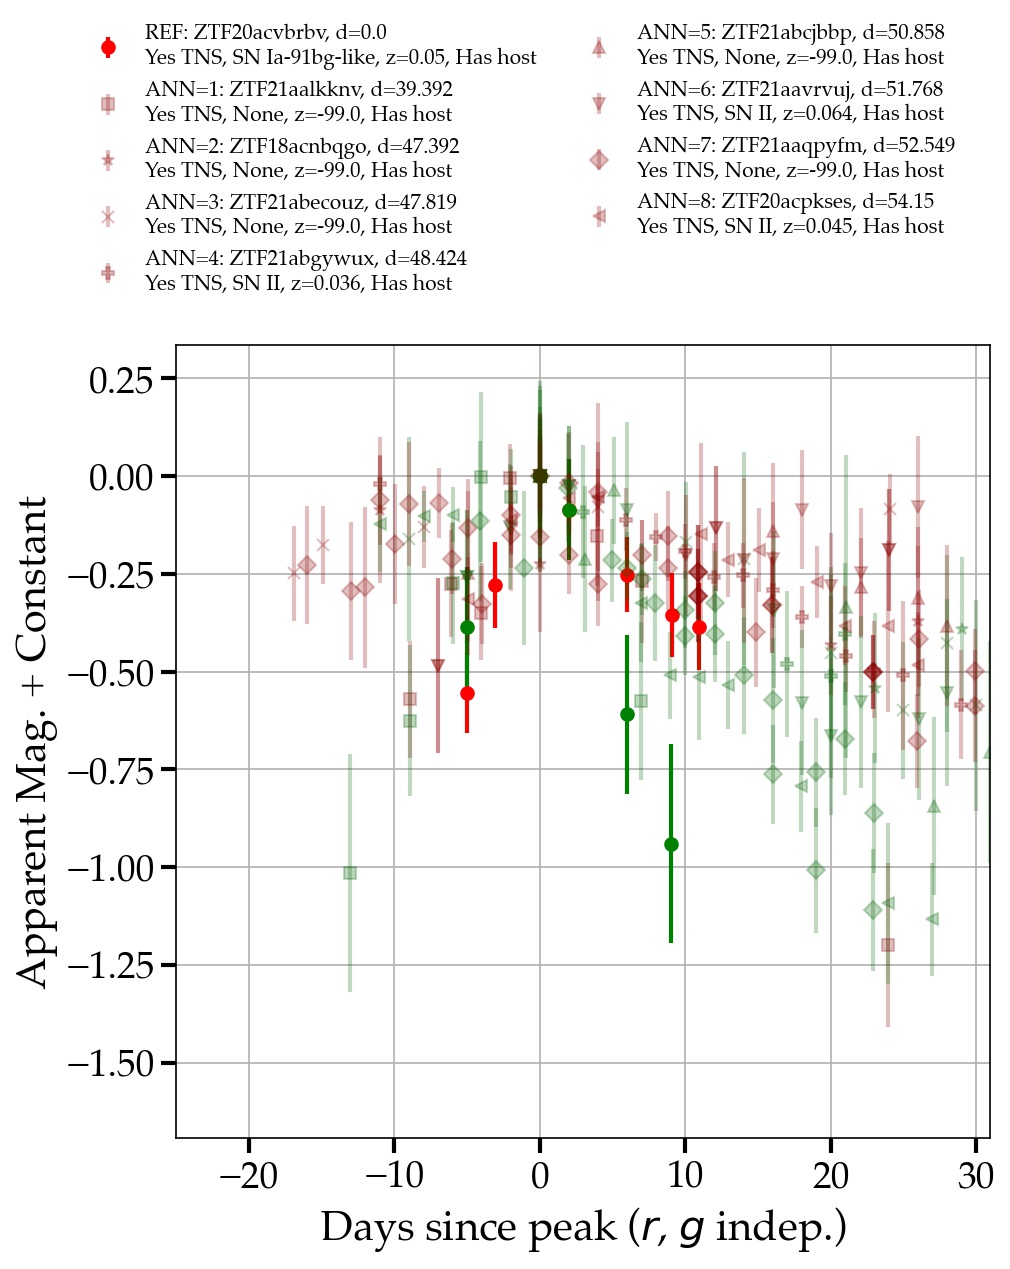 REF: ZTF20acvbrbv, d=0.0
Yes TNS, SN Ia-91bg-like, z=0.05, Has host
ANN=1: ZTF21aalkknv, d=39.392
Yes TNS, None, z=-99.0, Has host
ANN=2: ZTF18acnbqgo, d=47.392
Yes TNS, None, z=-99.0, Has host
ANN=3: ZTF21abecouz, d=47.819
Yes TNS, None, z=-99.0, Has host
ANN=4: ZTF21abgywux, d=48.424
Yes TNS, SN II, z=0.036, Has host
ANN=5: ZTF21abcjbbp, d=50.858
Yes TNS, None, z=-99.0, Has host
ANN=6: ZTF21aavrvuj, d=51.768
Yes TNS, SN II, z=0.064, Has host
ANN=7: ZTF21aaqpyfm, d=52.549
Yes TNS, None, z=-99.0, Has host
ANN=8: ZTF20acpkses, d=54.15
Yes TNS, SN II, z=0.045, Has host
Apparent Mag. + Constant
0.25
0.00
−0.25
−0.50
−0.75
−1.00
−1.25
−1.50
−20
−10
0
10
20
30
Days since peak (r, g indep.)